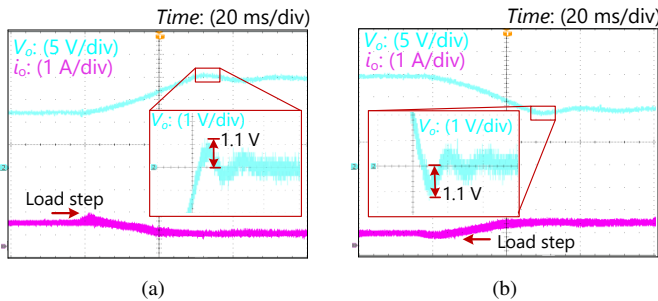 Time: (20 ms/div)
Vo: (5 V/div)
io: (1 A/div)
Vo: (1 V/div)
1.1 V
Load step
(a)
Time: (20 ms/div)
Vo: (5 V/div)
io: (1 A/div)
Vo: (1 V/div)
1.1 V
Load step
(b)